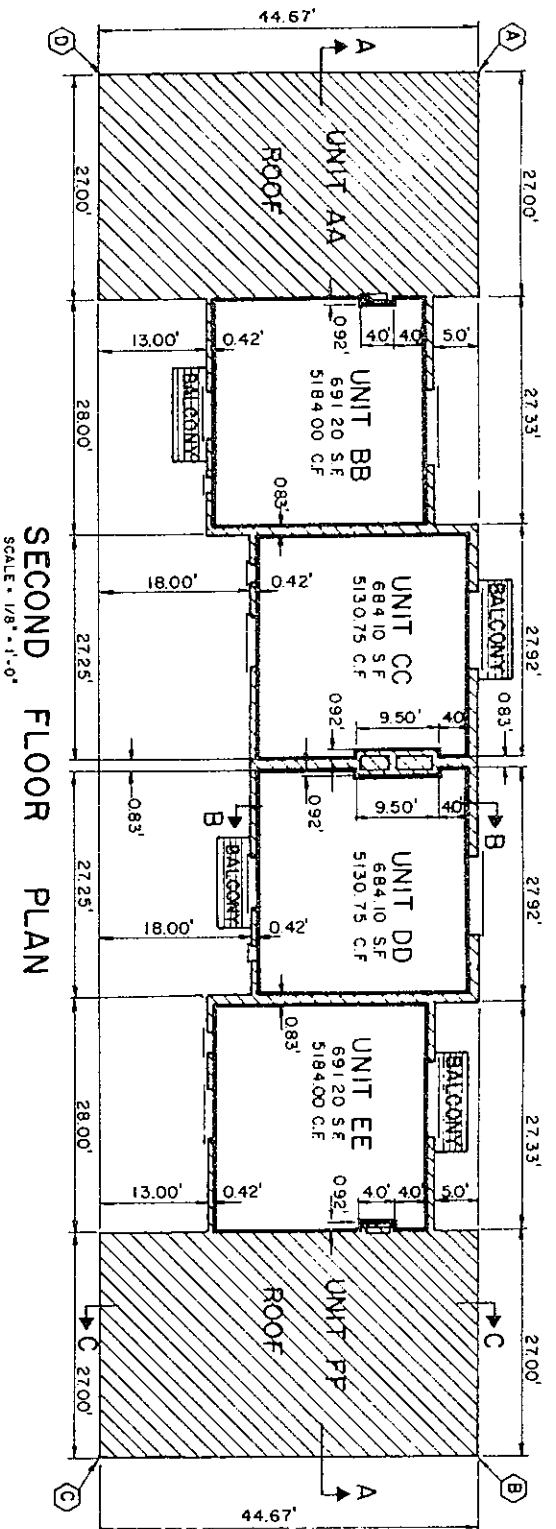 A
27.00'
27.33'
27.92'
27.92'
27.33'
27.00'
B
44.67'
44.67'
A
A
UNIT AA
ROOF
5.0'
4.0'
4.0'
0.92'
UNIT BB
691.20 S.F.
5184.00 C.F.
0.42'
BALCONY
13.00'
0.83'
BALCONY
0.83'
UNIT CC
684.10 S.F.
5130.75 C.F.
4.0'
9.50'
0.92'
0.42'
18.00'
B
4.0'
9.50'
0.92'
UNIT DD
684.10 S.F.
5130.75 C.F.
0.42'
B
BALCONY
18.00'
0.83'
0.83'
BALCONY
5.0'
UNIT EE
691.20 S.F.
5184.00 C.F.
4.0'
4.0'
0.92'
0.42'
13.00'
C
C
ROOF
D
27.00'
28.00'
27.25'
27.25'
28.00'
27.00'
C
SECOND FLOOR PLAN
SCALE = 1/8" = 1'-0"